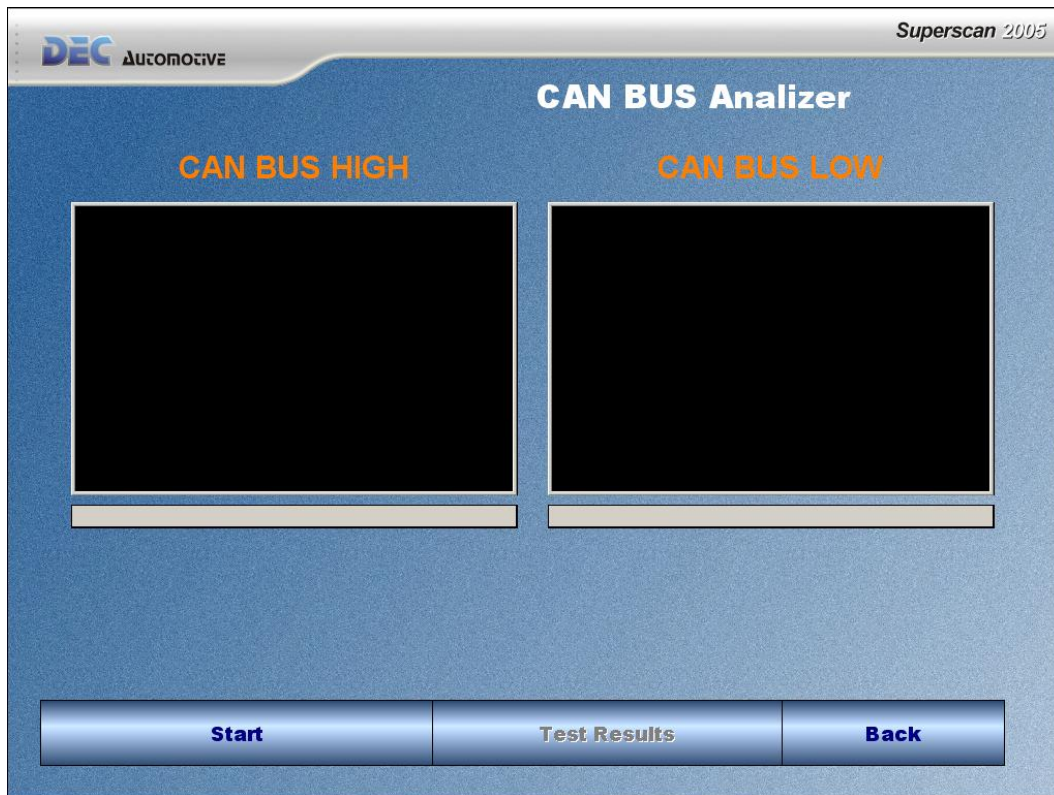 Superscan 2005
DEC Automotive
CAN BUS Analizer
CAN BUS HIGH
CAN BUS LOW
Start
Test Results
Back